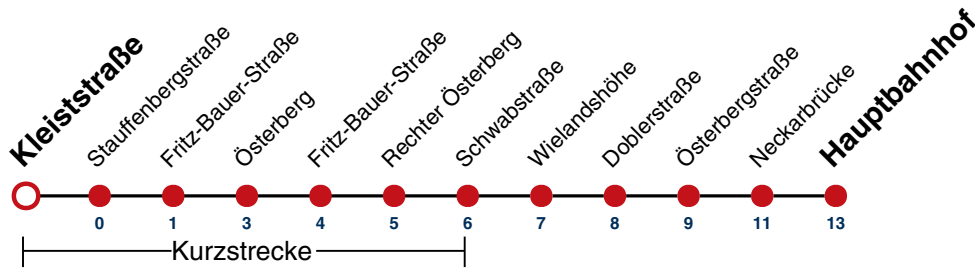 Kleiststraße
Stauffenbergstraße
Fritz-Bauer-Straße
Österberg
Fritz-Bauer-Straße
Rechter Österberg
Schwabstraße
Wielandshöhe
Doblerstraße
Österbergstraße
Neckarbrücke
Hauptbahnhof
0 1 3 4 5 6 7 8 9 11 13
Kurzstrecke